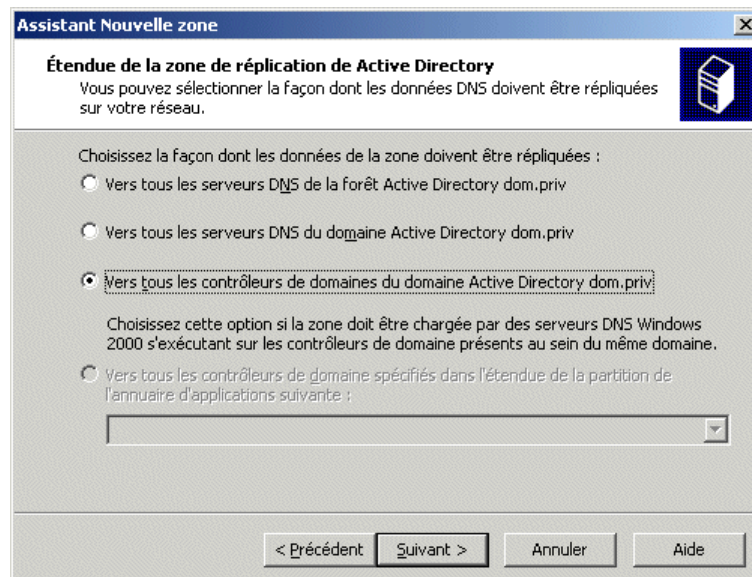 Assistant Nouvelle zone
Étendue de la zone de réplication de Active Directory
Vous pouvez sélectionner la façon dont les données DNS doivent être répliquées
sur votre réseau.
Choisissez la façon dont les données de la zone doivent être répliquées :
Vers tous les serveurs DNS de la forêt Active Directory dom.priv
Vers tous les serveurs DNS du domaine Active Directory dom.priv
Vers tous les contrôleurs de domaines du domaine Active Directory dom.priv
Choisissez cette option si la zone doit être chargée par des serveurs DNS Windows
2000 s'exécutant sur les contrôleurs de domaine présents au sein du même domaine.
Vers tous les contrôleurs de domaine spécifiés dans l'étendue de la partition de
l'annuaire d'applications suivante :
< Précédent Suivant > Annuler Aide